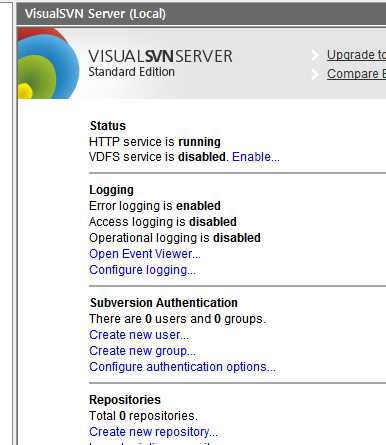 VisualSVN Server (Local)
VISUALSVNSERVER
Standard Edition
Upgrade to
Compare
Status
HTTP service is running
VDFS service is disabled. Enable...
Logging
Error logging is enabled
Access logging is disabled
Operational logging is disabled
Open Event Viewer...
Configure logging...
Subversion Authentication
There are 0 users and 0 groups.
Create new user...
Create new group...
Configure authentication options...
Repositories
Total 0 repositories.
Create new repository...